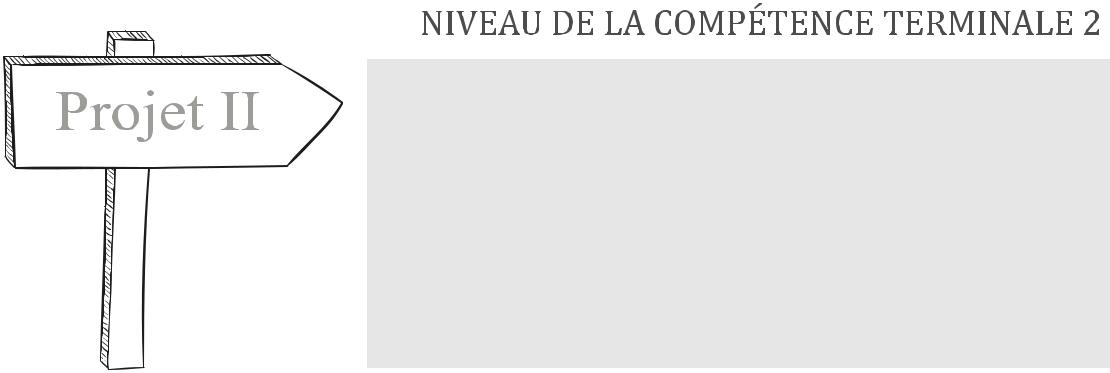 NIVEAU DE LA COMPÉTENCE TERMINALE 2
Projet II